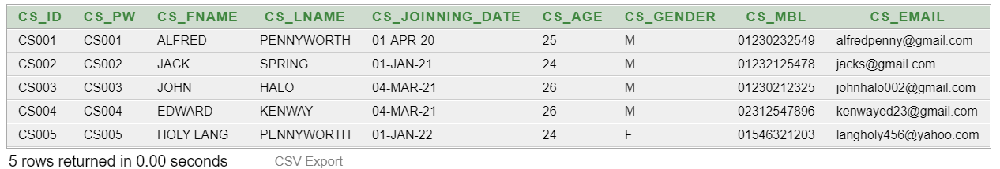 CS_ID CS_PW CS_FNAME CS_LNAME CS_JOINNING_DATE CS_AGE CS_GENDER CS_MBL CS_EMAIL
CS001 CS001 ALFRED PENNYWORTH 01-APR-20 25 M 01230232549 alfredpenny@gmail.com
CS002 CS002 JACK SPRING 01-JAN-21 24 M 01232125478 jacks@gmail.com
CS003 CS003 JOHN HALO 04-MAR-21 26 M 01230212325 johnhalo002@gmail.com
CS004 CS004 EDWARD KENWAY 04-MAR-21 26 M 02312547896 kenwayed23@gmail.com
CS005 CS005 HOLY LANG PENNYWORTH 01-JAN-22 24 F 01546321203 langholy456@yahoo.com
5 rows returned in 0.00 seconds CSV Export